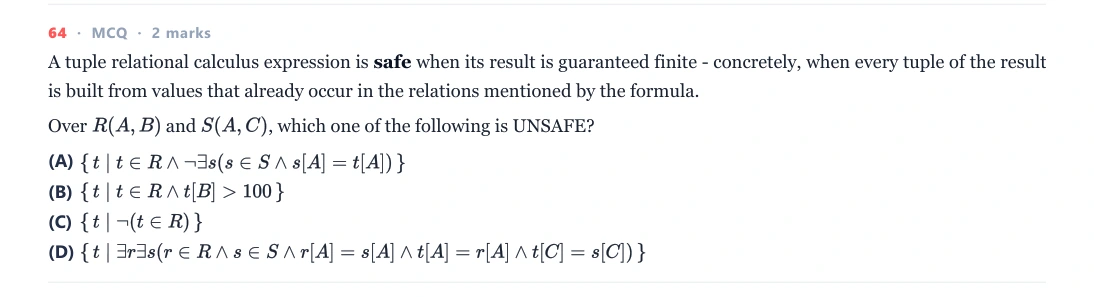 64 · MCQ · 2 marks
A tuple relational calculus expression is safe when its result is guaranteed finite - concretely, when every tuple of the result
is built from values that already occur in the relations mentioned by the formula.
Over R(A, B) and S(A, C), which one of the following is UNSAFE?
(A) { t | t ∈ R ∧ ¬∃s(s ∈ S ∧ s[A] = t[A]) }
(B) { t | t ∈ R ∧ t[B] > 100 }
(C) { t | ¬(t ∈ R) }
(D) { t | ∃r∃s(r ∈ R ∧ s ∈ S ∧ r[A] = s[A] ∧ t[A] = r[A] ∧ t[C] = s[C]) }